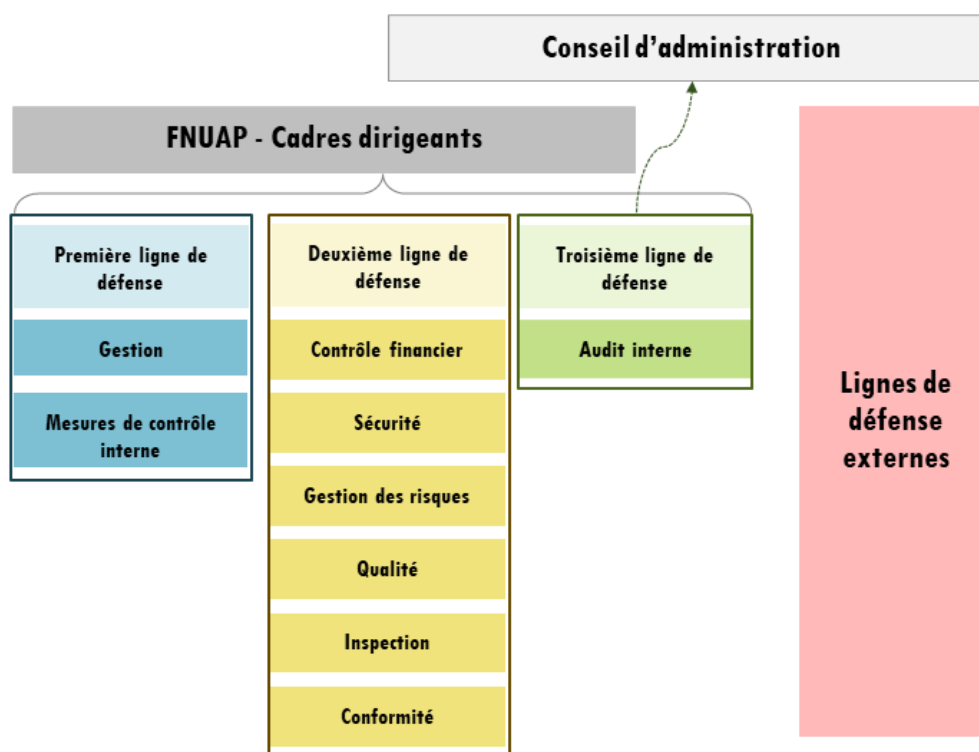 Conseil d'administration
FNUAP - Cadres dirigeants
Première ligne de
défense
Gestion
Mesures de contrôle
interne
Deuxième ligne de
défense
Contrôle financier
Sécurité
Gestion des risques
Qualité
Inspection
Conformité
Troisième ligne de
défense
Audit interne
Lignes de
défense
externes